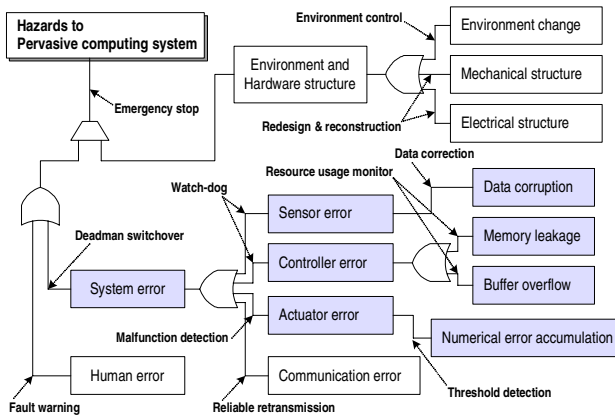 Hazards to
Pervasive computing system
Environment control
Environment change
Environment and
Hardware structure
Mechanical structure
Emergency stop
Redesign & reconstruction
Electrical structure
Data correction
Resource usage monitor
Watch-dog
Sensor error
Data corruption
Deadman switchover
Memory leakage
Controller error
System error
Buffer overflow
Malfunction detection
Actuator error
Numerical error accumulation
Human error
Communication error
Threshold detection
Fault warning
Reliable retransmission